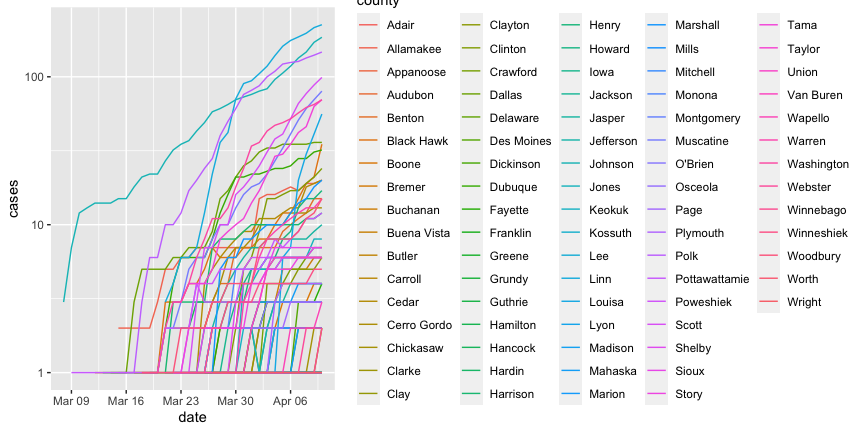 county
100
10
1
cases
Mar 09 Mar 16 Mar 23 Mar 30 Apr 06
date
Adair
Allamakee
Appanoose
Audubon
Benton
Black Hawk
Boone
Bremer
Buchanan
Buena Vista
Butler
Carroll
Cedar
Cerro Gordo
Chickasaw
Clarke
Clay
Clayton
Clinton
Crawford
Dallas
Delaware
Des Moines
Dickinson
Dubuque
Fayette
Franklin
Greene
Grundy
Guthrie
Hamilton
Hancock
Hardin
Harrison
Henry
Howard
Iowa
Jackson
Jasper
Jefferson
Johnson
Jones
Keokuk
Kossuth
Lee
Linn
Louisa
Lyon
Madison
Mahaska
Marion
Marshall
Mills
Mitchell
Monona
Montgomery
Muscatine
O'Brien
Osceola
Page
Plymouth
Polk
Pottawattamie
Poweshiek
Scott
Shelby
Sioux
Story
Tama
Taylor
Union
Van Buren
Wapello
Warren
Washington
Webster
Winnebago
Winneshiek
Woodbury
Worth
Wright